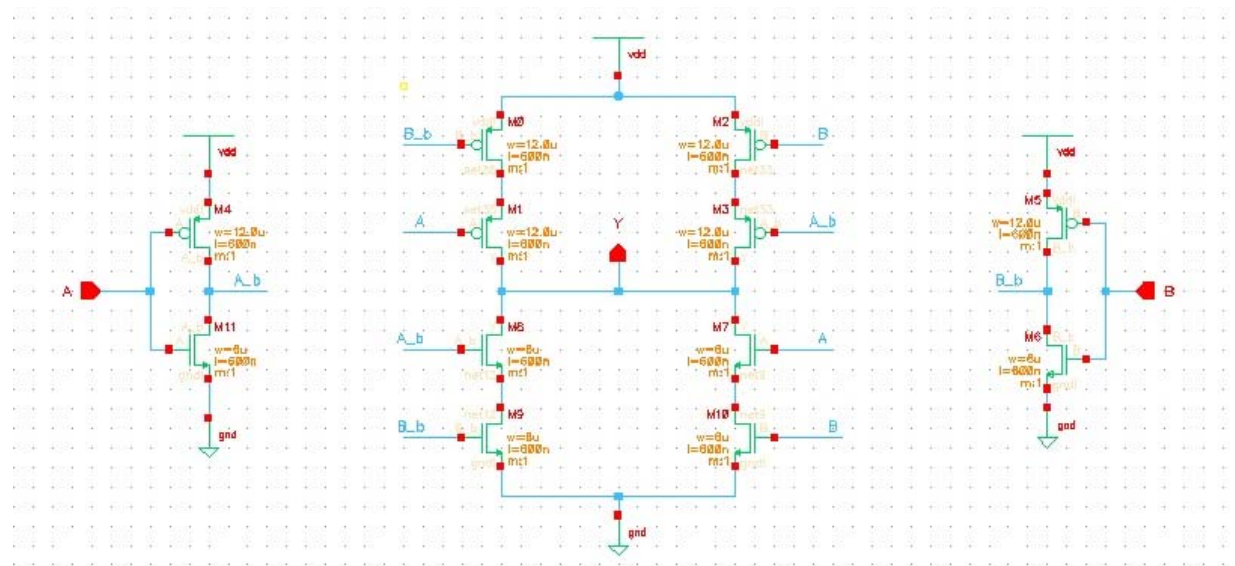 vdd
B_b
M0
w=12.0u
l=600n
m:1
M2
w=12.0u
l=600n
m:1
B
vdd
M4
w=12.0u
l=600n
m:1
A
M1
w=12.0u
l=600n
m:1
Y
M3
w=12.0u
l=600n
m:1
A_b
vdd
M5
w=12.0u
l=600n
m:1
A
A_b
B_b
B
M11
w=6u
l=600n
m:1
A_b
M8
w=6u
l=600n
m:1
M7
w=6u
l=600n
m:1
A
M6
w=6u
l=600n
m:1
B_b
M9
w=6u
l=600n
m:1
M10
w=6u
l=600n
m:1
B
gnd
gnd
gnd